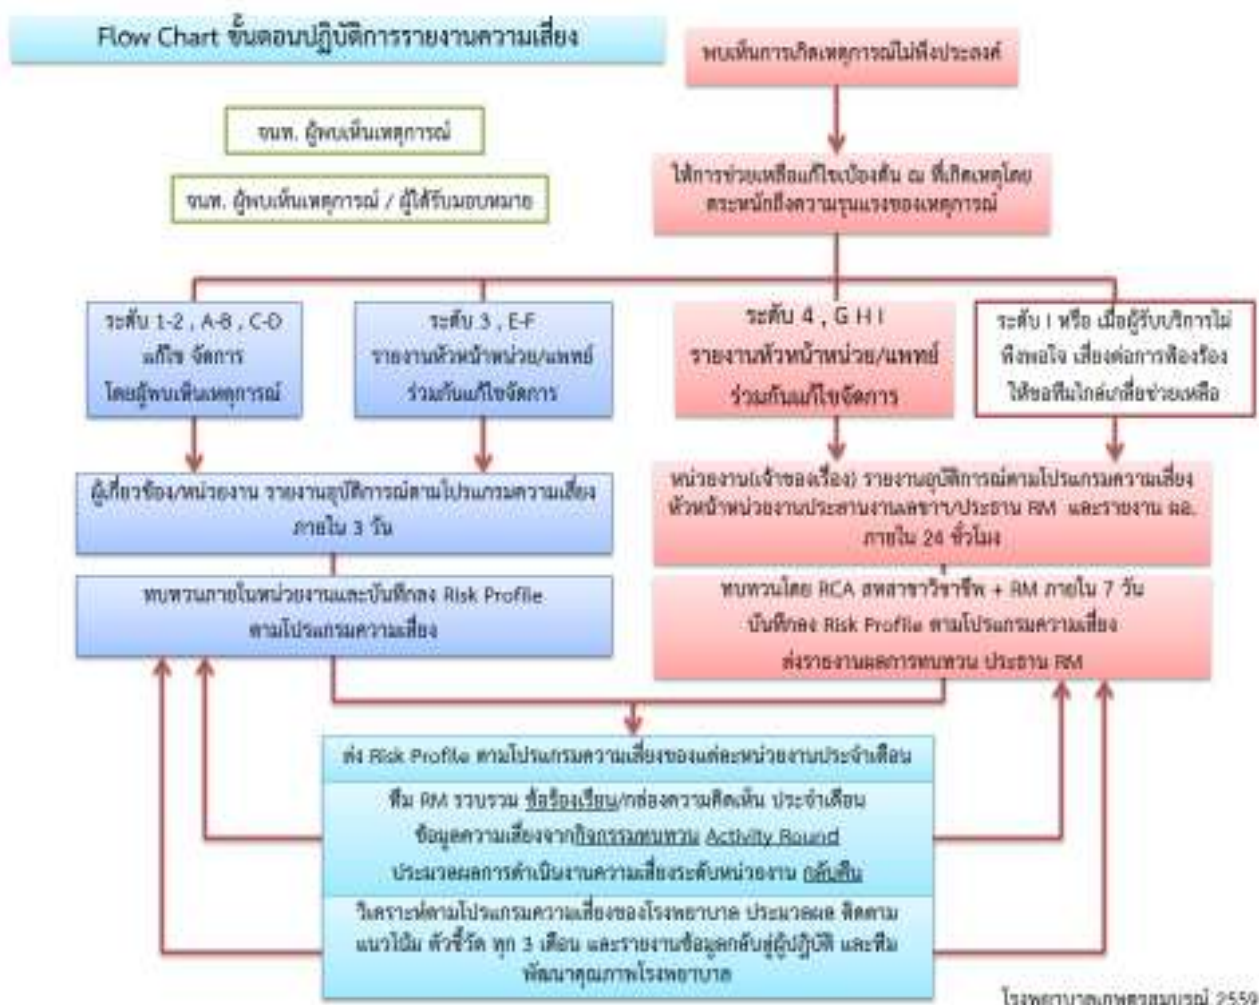 Flow Chart ขั้นตอนปฏิบัติการรายงานความเสี่ยง
พบเห็นการเกิดเหตุการณ์ไม่พึงประสงค์
จนท. ผู้พบเห็นเหตุการณ์
จนท. ผู้พบเห็นเหตุการณ์ / ผู้ได้รับมอบหมาย
ให้การช่วยเหลือแก้ไขเบื้องต้น ณ ที่เกิดเหตุโดย
ตระหนักถึงความรุนแรงของเหตุการณ์
ระดับ 1-2 , A-B , C-D
แก้ไข จัดการ
โดยผู้พบเห็นเหตุการณ์
ระดับ 3 , E-F
รายงานหัวหน้าหน่วย/แพทย์
ร่วมกันแก้ไขจัดการ
ระดับ 4 , G H I
รายงานหัวหน้าหน่วย/แพทย์
ร่วมกันแก้ไขจัดการ
ระดับ I หรือ เมื่อผู้รับบริการไม่
พึงพอใจ เสี่ยงต่อการฟ้องร้อง
ให้ขอทีมไกล่เกลี่ยช่วยเหลือ
ผู้เกี่ยวข้อง/หน่วยงาน รายงานอุบัติการณ์ตามโปรแกรมความเสี่ยง
ภายใน 3 วัน
หน่วยงาน(เจ้าของเรื่อง) รายงานอุบัติการณ์ตามโปรแกรมความเสี่ยง
หัวหน้าหน่วยงานประสานงานเลขาฯ/ประธาน RM และรายงาน ผอ.
ภายใน 24 ชั่วโมง
ทบทวนภายในหน่วยงานและบันทึกลง Risk Profile
ตามโปรแกรมความเสี่ยง
ทบทวนโดย RCA สหสาขาวิชาชีพ + RM ภายใน 7 วัน
บันทึกลง Risk Profile ตามโปรแกรมความเสี่ยง
ส่งรายงานผลการทบทวน ประธาน RM
ส่ง Risk Profile ตามโปรแกรมความเสี่ยงของแต่ละหน่วยงานประจำเดือน
ทีม RM รวบรวม ข้อร้องเรียน/กล่องความคิดเห็น ประจำเดือน
ข้อมูลความเสี่ยงจากกิจกรรมทบทวน Activity Round
ประมวลผลการดำเนินงานความเสี่ยงระดับหน่วยงาน กลับคืน
วิเคราะห์ตามโปรแกรมความเสี่ยงของโรงพยาบาล ประมวลผล ติดตาม
แนวโน้ม ตัวชี้วัด ทุก 3 เดือน และรายงานข้อมูลกลับสู่ผู้ปฏิบัติ และทีม
พัฒนาคุณภาพโรงพยาบาล
โรงพยาบาลเกษตรสมบูรณ์ 2559